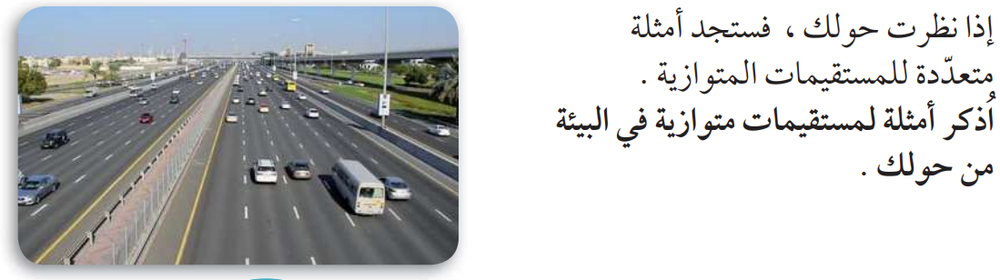 إذا نظرت حولك ، فستجد أمثلة
متعدّدة للمستقيمات المتوازية .
اُذكر أمثلة لمستقيمات متوازية في البيئة
من حولك .